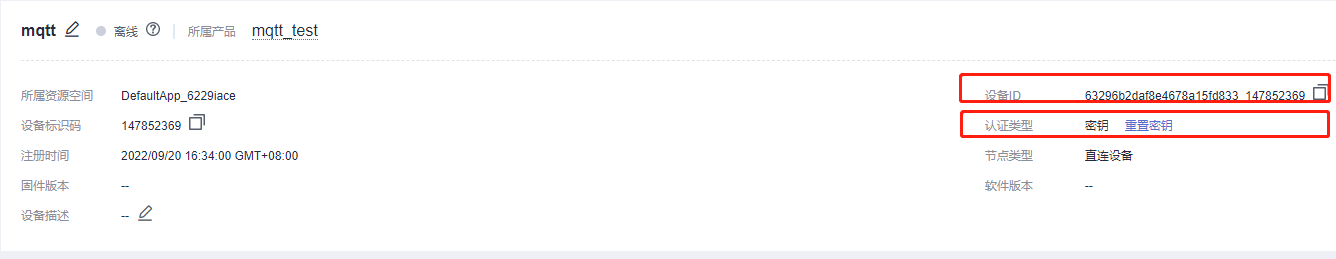 mqtt 离线 所属产品 mqtt_test
所属资源空间 DefaultApp_6229iace 设备ID 63296b2daf8e4678a15fd833_147852369
设备标识码 147852369 认证类型 密钥 重置密钥
注册时间 2022/09/20 16:34:00 GMT+08:00 节点类型 直连设备
固件版本 -- 软件版本 --
设备描述 --